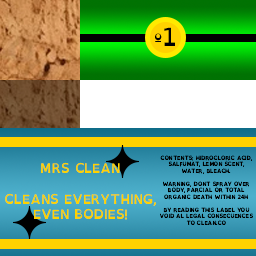 º1
MRS CLEAN
CLEANS EVERYTHING,
EVEN BODIES!
CONTENTS; HIDROCLORIC ACID,
SALFUMAT, LEMON SCENT,
WATER, BLEACH.
WARNING, DONT SPRAY OVER
BODY, PARCIAL OR TOTAL
ORGANIC DEATH WITHIN 24H
BY READING THIS LABEL YOU
VOID AL LEGAL CONSECUENCES
TO CLEAN.CO